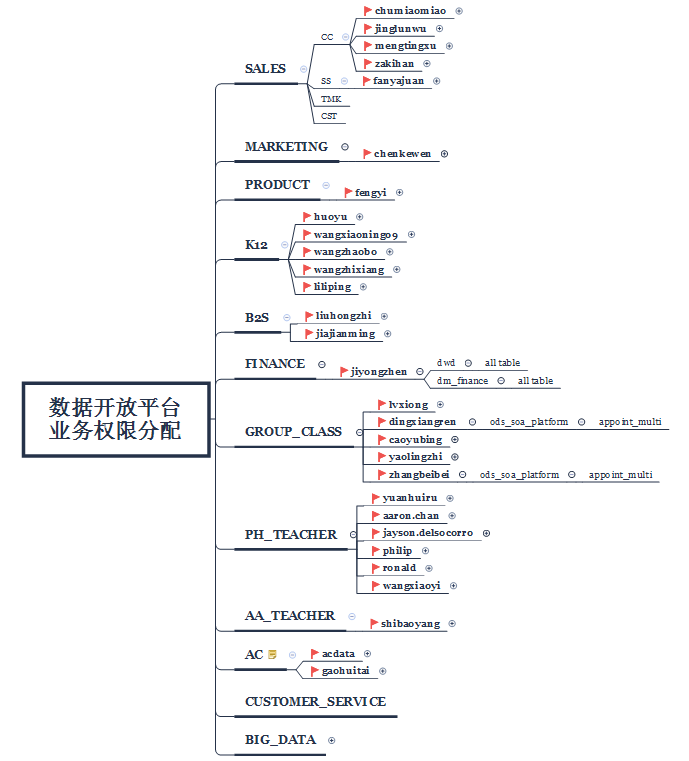 数据开放平台
业务权限分配
SALES
CC
chumiaomiao
jinglunwu
mengtingxu
zakihan
SS
fanyajuan
TMK
CST
MARKETING
chenkewen
PRODUCT
fengyi
K12
huoyu
wangxiaoning09
wangzhaobo
wangzhixiang
liliping
B2S
liuhongzhi
jiajianming
FINANCE
jiyongzhen
dwd all table
dm_finance all table
GROUP_CLASS
lvxiong
dingxiangren ods_soa_platform appoint_multi
caoyubing
yaolingzhi
zhangbeibei ods_soa_platform appoint_multi
PH_TEACHER
yuanhuiru
aaron.chan
jayson.delsocorro
philip
ronald
wangxiaoyi
AA_TEACHER
shibaoyang
AC
acdata
gaohuitai
CUSTOMER_SERVICE
BIG_DATA